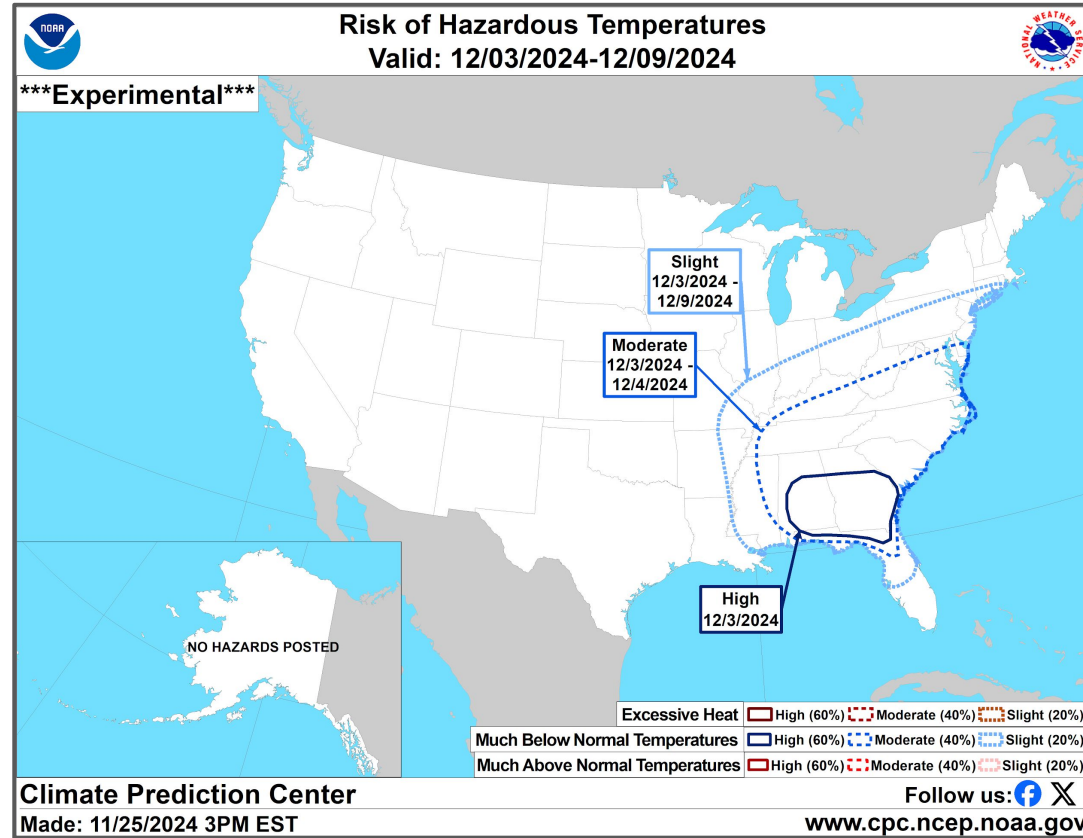 NOAA
Risk of Hazardous Temperatures
Valid: 12/03/2024-12/09/2024
NATIONAL WEATHER SERVICE
***Experimental***
Slight
12/3/2024 -
12/9/2024
Moderate
12/3/2024 -
12/4/2024
High
12/3/2024
NO HAZARDS POSTED
Excessive Heat High (60%) Moderate (40%) Slight (20%)
Much Below Normal Temperatures High (60%) Moderate (40%) Slight (20%)
Much Above Normal Temperatures High (60%) Moderate (40%) Slight (20%)
Climate Prediction Center
Follow us:
Made: 11/25/2024 3PM EST
www.cpc.ncep.noaa.gov